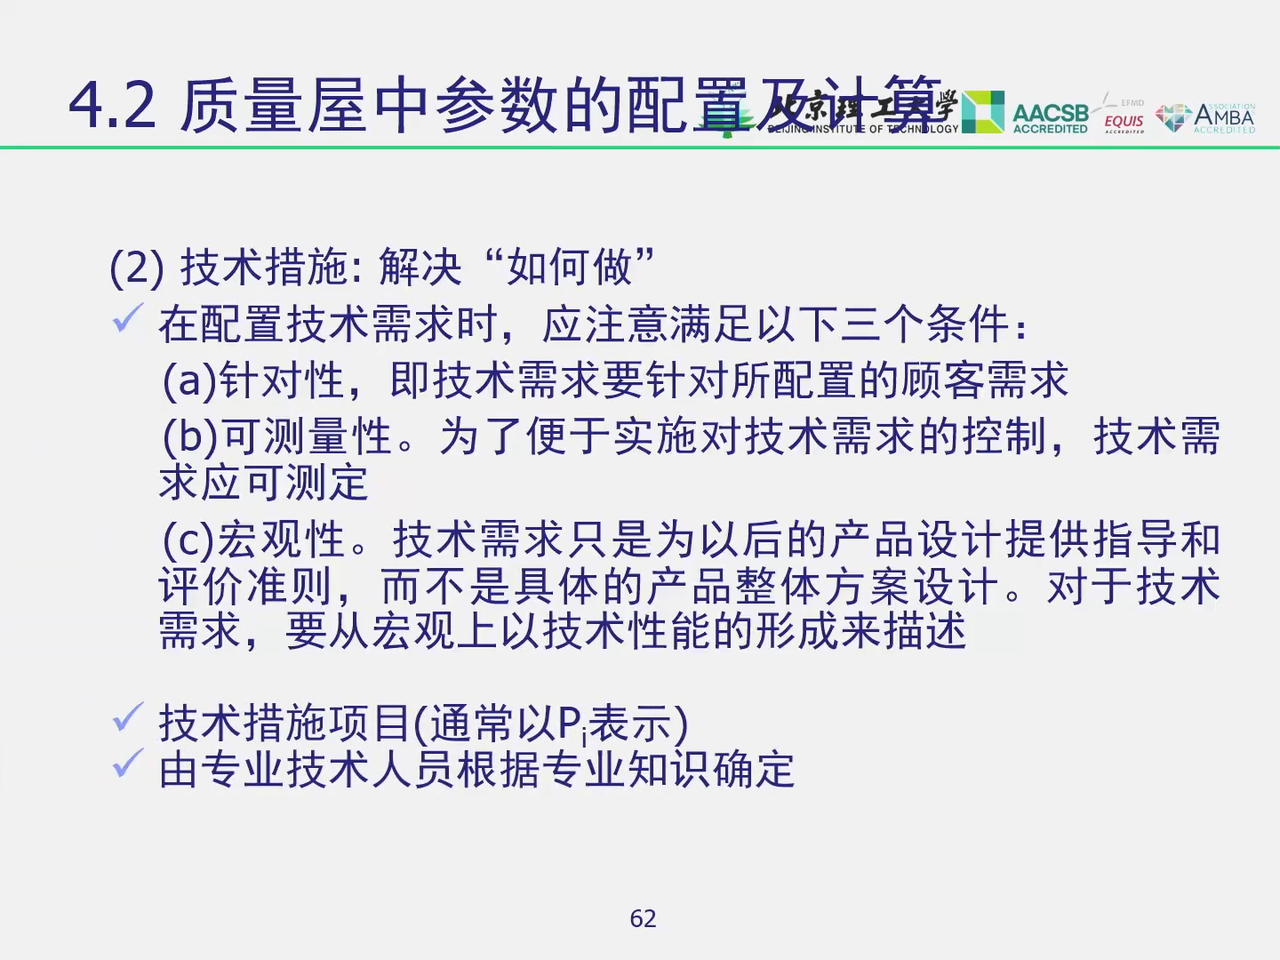 4.2 质量屋中参数的配置及计算
北京理工大学
BEIJING INSTITUTE OF TECHNOLOGY
AACSB
ACCREDITED
EFMD
EQUIS
ACCREDITED
ASSOCIATION
AMBA
ACCREDITED
(2) 技术措施: 解决“如何做”
✓ 在配置技术需求时，应注意满足以下三个条件：
(a)针对性，即技术需求要针对所配置的顾客需求
(b)可测量性。为了便于实施对技术需求的控制，技术需
求应可测定
(c)宏观性。技术需求只是为以后的产品设计提供指导和
评价准则，而不是具体的产品整体方案设计。对于技术
需求，要从宏观上以技术性能的形成来描述
✓ 技术措施项目(通常以Pi表示)
✓ 由专业技术人员根据专业知识确定
62